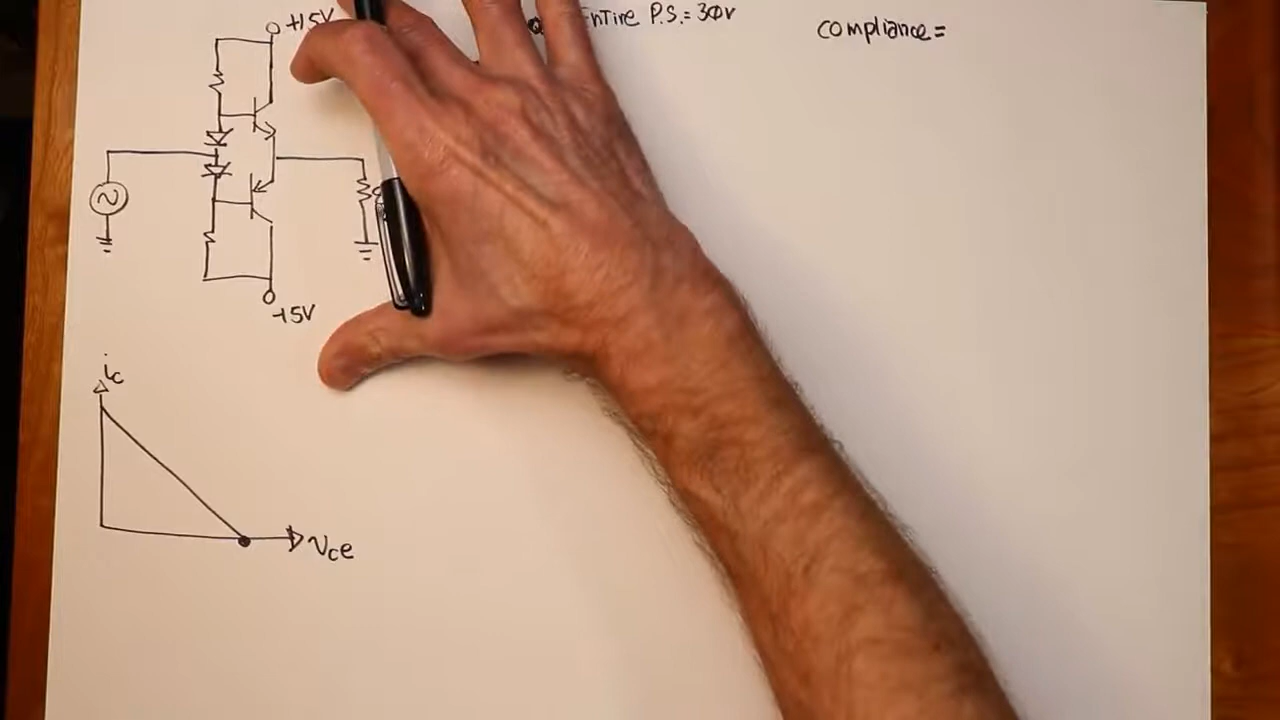 +15V
Entire P.S.= 30V
compliance=
-15V
ic
Vce